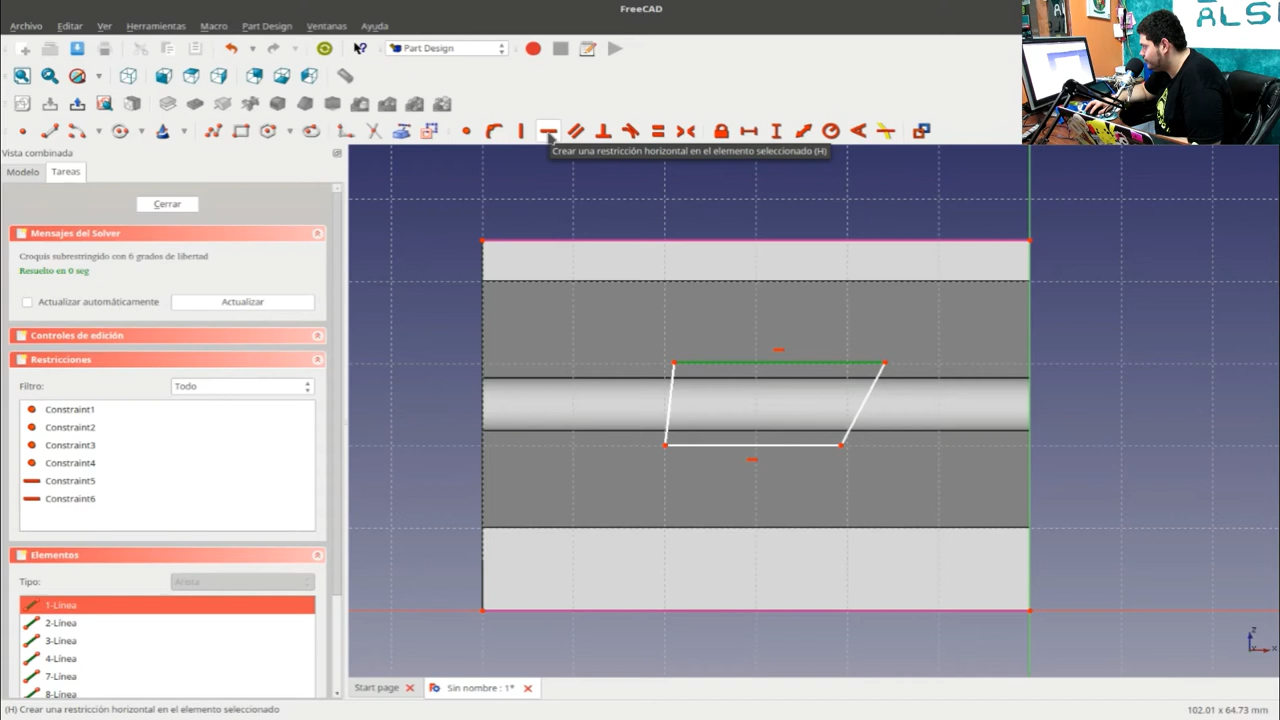 FreeCAD
Archivo Editar Ver Herramientas Macro Part Design Ventanas Ayuda
ALSL
Part Design
Crear una restricción horizontal en el elemento seleccionado (H)
Vista combinada
Modelo Tareas
Cerrar
Mensajes del Solver
Croquis subrestringido con 6 grados de libertad
Resuelto en 0 seg
Actualizar automáticamente Actualizar
Controles de edición
Restricciones
Filtro: Todo
Constraint1
Constraint2
Constraint3
Constraint4
Constraint5
Constraint6
Elementos
Tipo: Arista
1-Línea
2-Línea
3-Línea
4-Línea
7-Línea
8-Línea
Start page Sin nombre : 1*
(H) Crear una restricción horizontal en el elemento seleccionado
102.01 x 64.73 mm